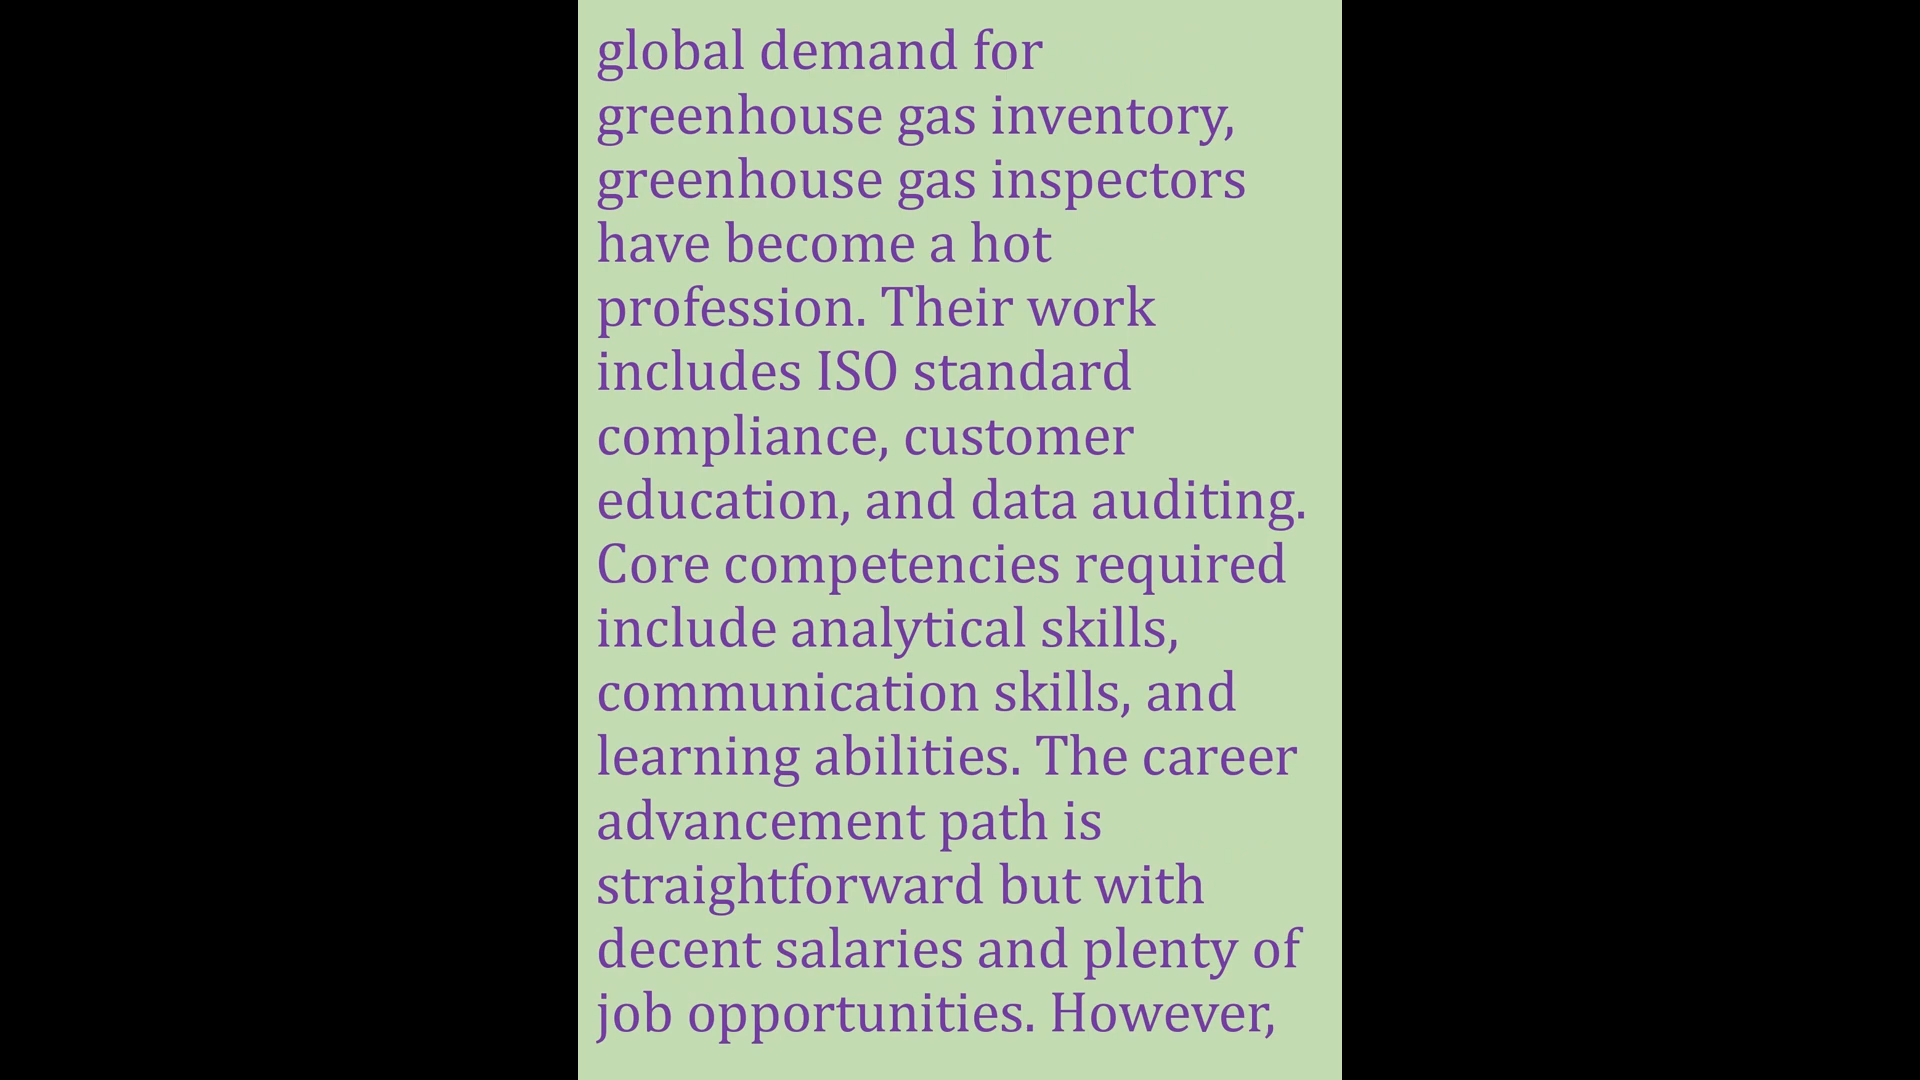 global demand for
greenhouse gas inventory,
greenhouse gas inspectors
have become a hot
profession. Their work
includes ISO standard
compliance, customer
education, and data auditing.
Core competencies required
include analytical skills,
communication skills, and
learning abilities. The career
advancement path is
straightforward but with
decent salaries and plenty of
job opportunities. However,